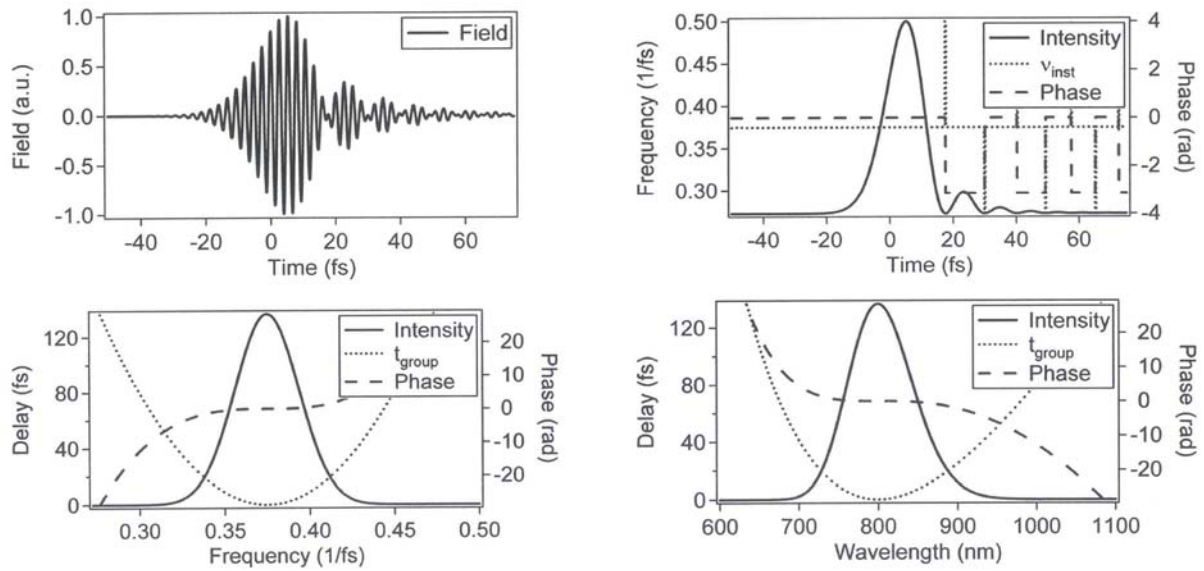 1.0
0.5
0.0
-0.5
-1.0
Field (a.u.)
Field
-40 -20 0 20 40 60
Time (fs)
0.50
0.45
0.40
0.35
0.30
Frequency (1/fs)
Intensity
νinst
Phase
4
2
0
-2
-4
Phase (rad)
-40 -20 0 20 40 60
Time (fs)
120
80
40
0
Delay (fs)
Intensity
tgroup
Phase
20
10
0
-10
-20
Phase (rad)
0.30 0.35 0.40 0.45 0.50
Frequency (1/fs)
120
80
40
0
Delay (fs)
Intensity
tgroup
Phase
20
10
0
-10
-20
Phase (rad)
600 700 800 900 1000 1100
Wavelength (nm)